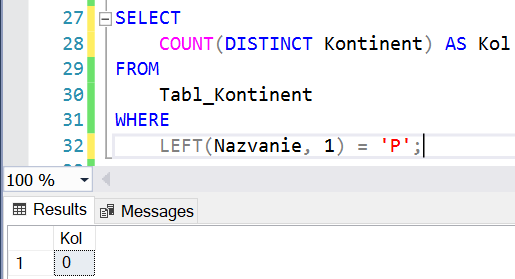 27 SELECT
28 COUNT(DISTINCT Kontinent) AS Kol
29 FROM
30 Tabl_Kontinent
31 WHERE
32 LEFT(Nazvanie, 1) = 'P';
100 %
Results Messages
Kol
1 0